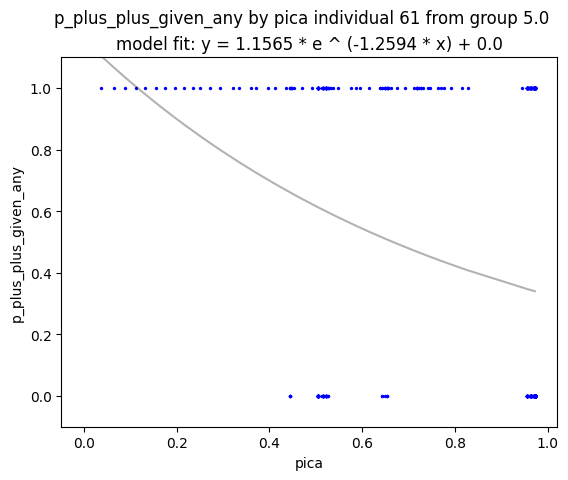 p_plus_plus_given_any by pica individual 61 from group 5.0
model fit: y = 1.1565 * e ^ (-1.2594 * x) + 0.0
1.0
0.8
0.6
0.4
0.2
0.0
p_plus_plus_given_any
0.0 0.2 0.4 0.6 0.8 1.0
pica